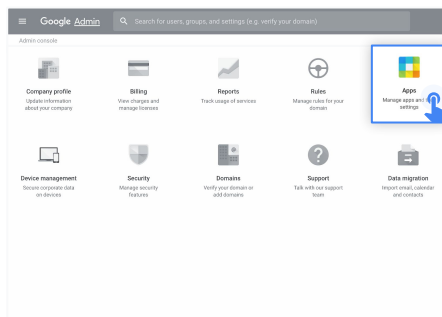 Google Admin
Search for users, groups, and settings (e.g. verify your domain)
Admin console
Company profile
Update information
about your company
Billing
View charges and
manage licenses
Reports
Track usage of services
Rules
Manage rules for your
domain
Apps
Manage apps and
settings
Device management
Secure corporate data
on devices
Security
Manage security
features
Domains
Verify your domain or
add domains
Support
Talk with our support
team
Data migration
Import email, calendar
and contacts